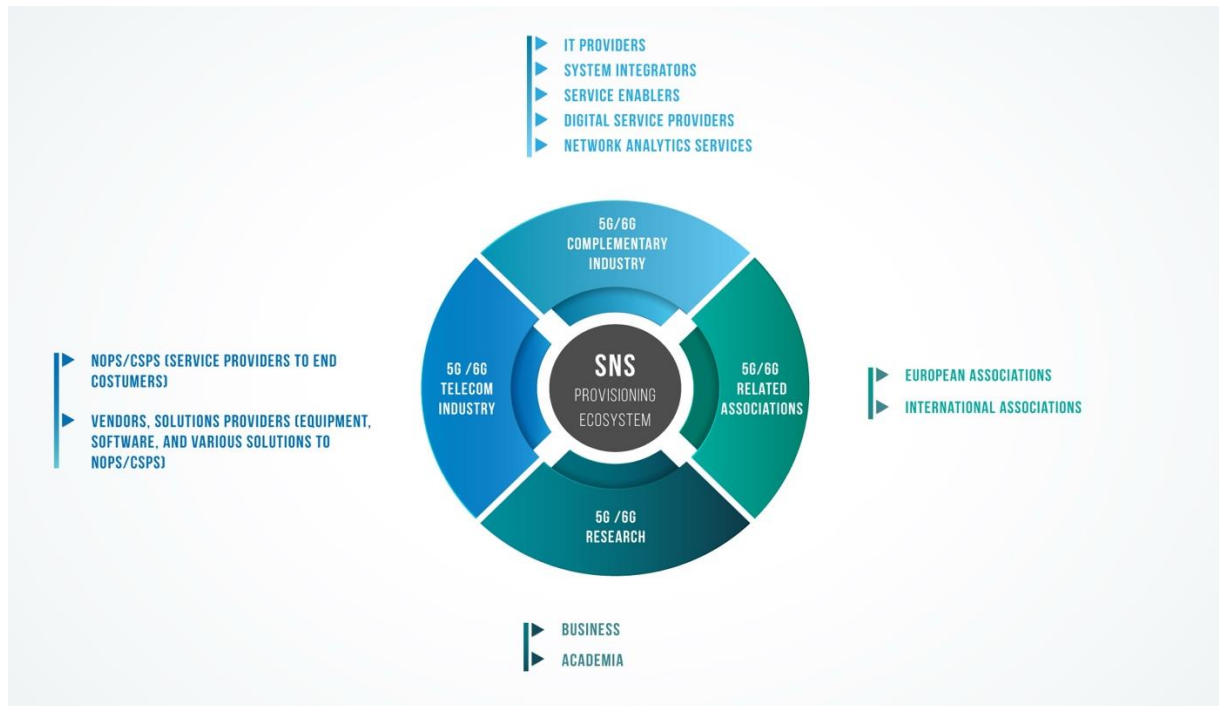 IT PROVIDERS
SYSTEM INTEGRATORS
SERVICE ENABLERS
DIGITAL SERVICE PROVIDERS
NETWORK ANALYTICS SERVICES
5G/6G
COMPLEMENTARY
INDUSTRY
NOPS/CSPS (SERVICE PROVIDERS TO END
COSTUMERS)
VENDORS, SOLUTIONS PROVIDERS (EQUIPMENT,
SOFTWARE, AND VARIOUS SOLUTIONS TO
NOPS/CSPS)
5G /6G
TELECOM
INDUSTRY
SNS
PROVISIONING
ECOSYSTEM
5G/6G
RELATED
ASSOCIATIONS
EUROPEAN ASSOCIATIONS
INTERNATIONAL ASSOCIATIONS
5G /6G
RESEARCH
BUSINESS
ACADEMIA